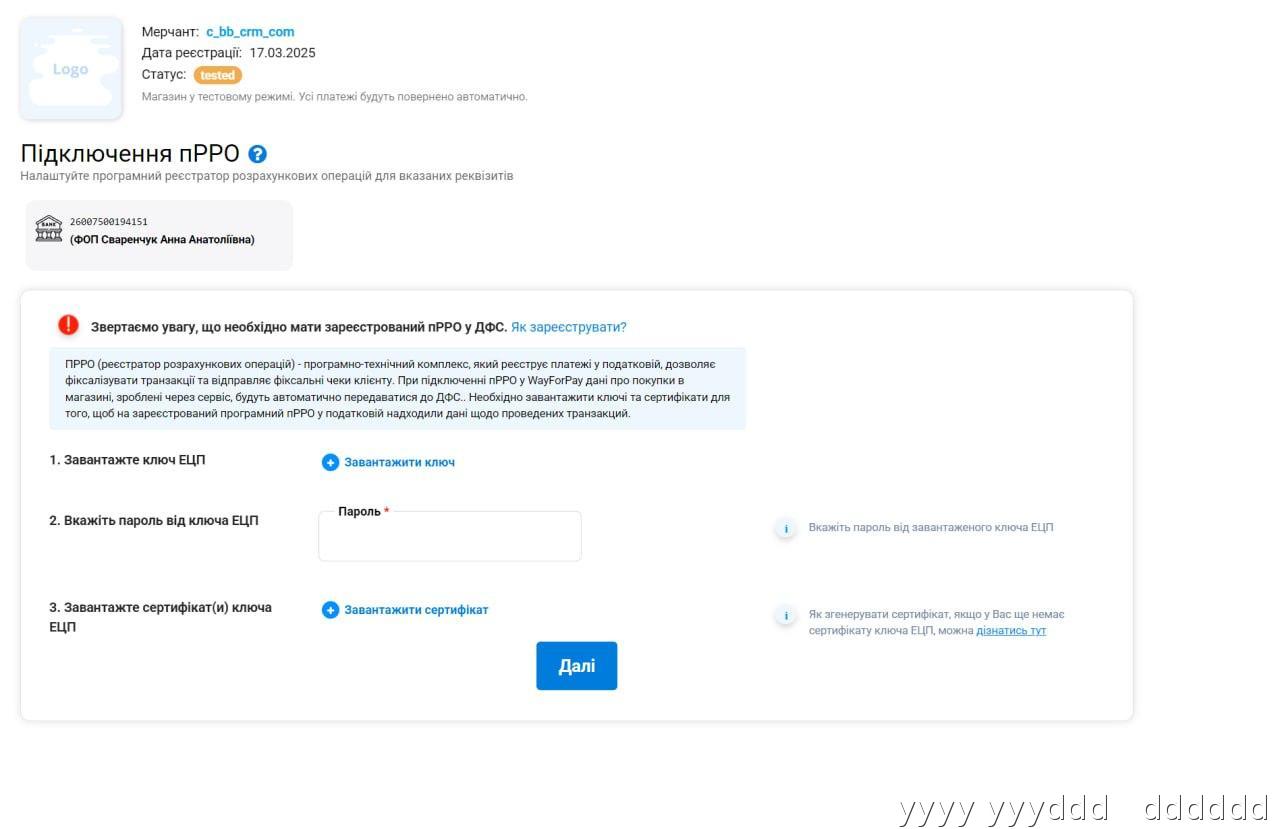 Logo
Мерчант: c_bb_crm_com
Дата реєстрації: 17.03.2025
Статус: tested
Магазин у тестовому режимі. Усі платежі будуть повернено автоматично.
Підключення пРРО ?
Налаштуйте програмний реєстратор розрахункових операцій для вказаних реквізитів
BANK
26007500194151
(ФОП Сваренчук Анна Анатоліївна)
Звертаємо увагу, що необхідно мати зареєстрований пРРО у ДФС. Як зареєструвати?
ПРРО (реєстратор розрахункових операцій) - програмно-технічний комплекс, який реєструє платежі у податковій, дозволяє
фіксалізувати транзакції та відправляє фіксальні чеки клієнту. При підключенні пРРО у WayForPay дані про покупки в
магазині, зроблені через сервіс, будуть автоматично передаватися до ДФС.. Необхідно завантажити ключі та сертифікати для
того, щоб на зареєстрований програмний пРРО у податковій надходили дані щодо проведених транзакций.
1. Завантажте ключ ЕЦП
Завантажити ключ
2. Вкажіть пароль від ключа ЕЦП
Пароль *
Вкажіть пароль від завантаженого ключа ЕЦП
3. Завантажте сертифікат(и) ключа
ЕЦП
Завантажити сертифікат
Як згенерувати сертифікат, якщо у Вас ще немає
сертифікату ключа ЕЦП, можна дізнатись тут
Далі
yyyy yyyddd dddddd